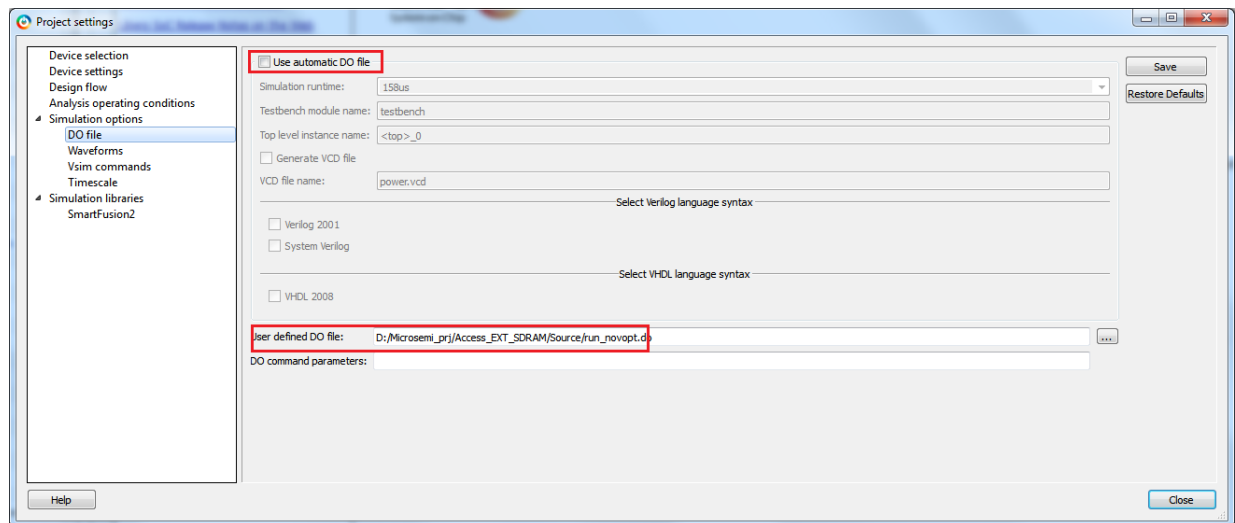 Project settings
Device selection
Device settings
Design flow
Analysis operating conditions
Simulation options
DO file
Waveforms
Vsim commands
Timescale
Simulation libraries
SmartFusion2
Use automatic DO file
Simulation runtime: 158us
Testbench module name: testbench
Top level instance name: <top>_0
Generate VCD file
VCD file name: power.vcd
Select Verilog language syntax
Verilog 2001
System Verilog
Select VHDL language syntax
VHDL 2008
User defined DO file: D:/Microsemi_prj/Access_EXT_SDRAM/Source/run_novopt.do ...
DO command parameters:
Save
Restore Defaults
Help
Close